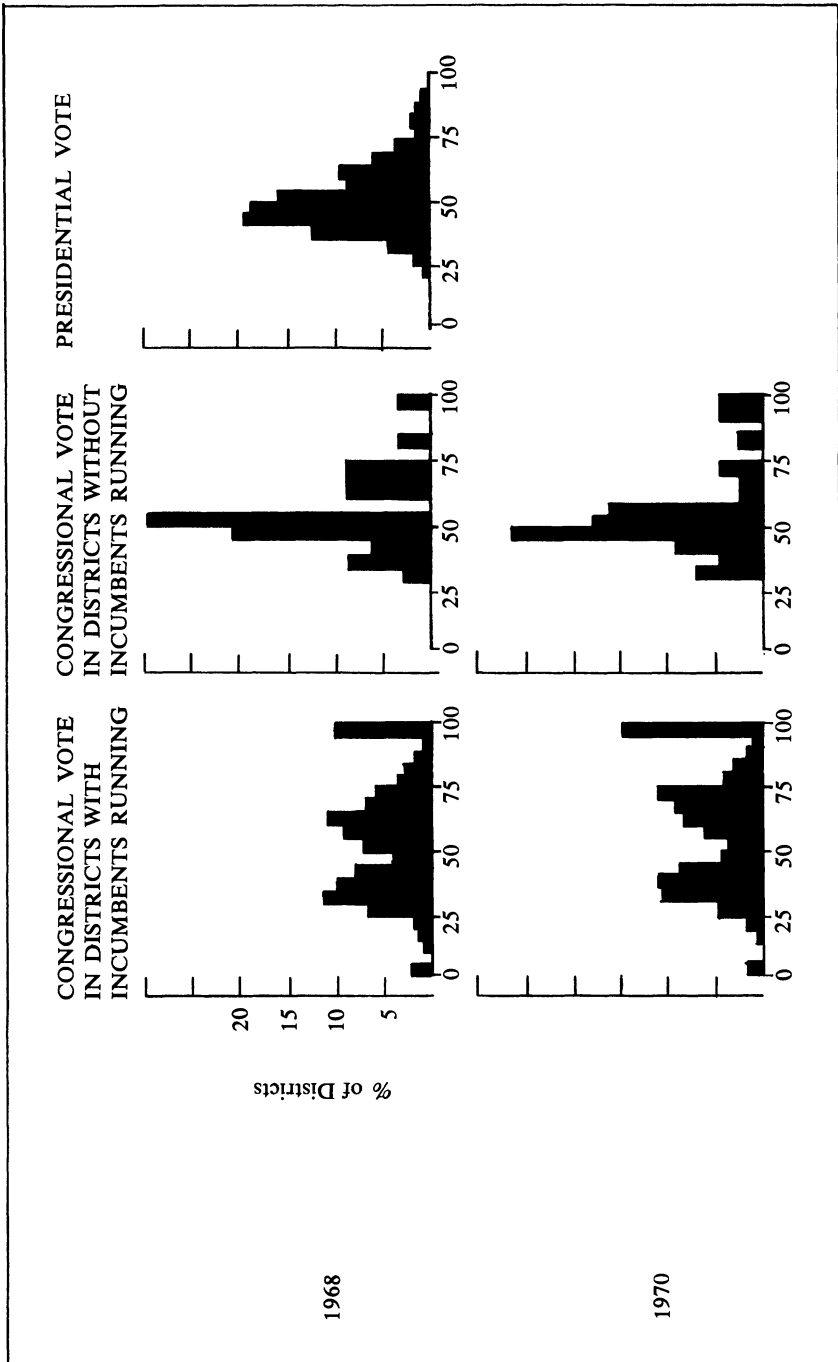 CONGRESSIONAL VOTE
IN DISTRICTS WITH
INCUMBENTS RUNNING
CONGRESSIONAL VOTE
IN DISTRICTS WITHOUT
INCUMBENTS RUNNING
PRESIDENTIAL VOTE
1968
% of Districts
20
15
10
5
0 25 50 75 100
0 25 50 75 100
0 25 50 75 100
1970
0 25 50 75 100
0 25 50 75 100